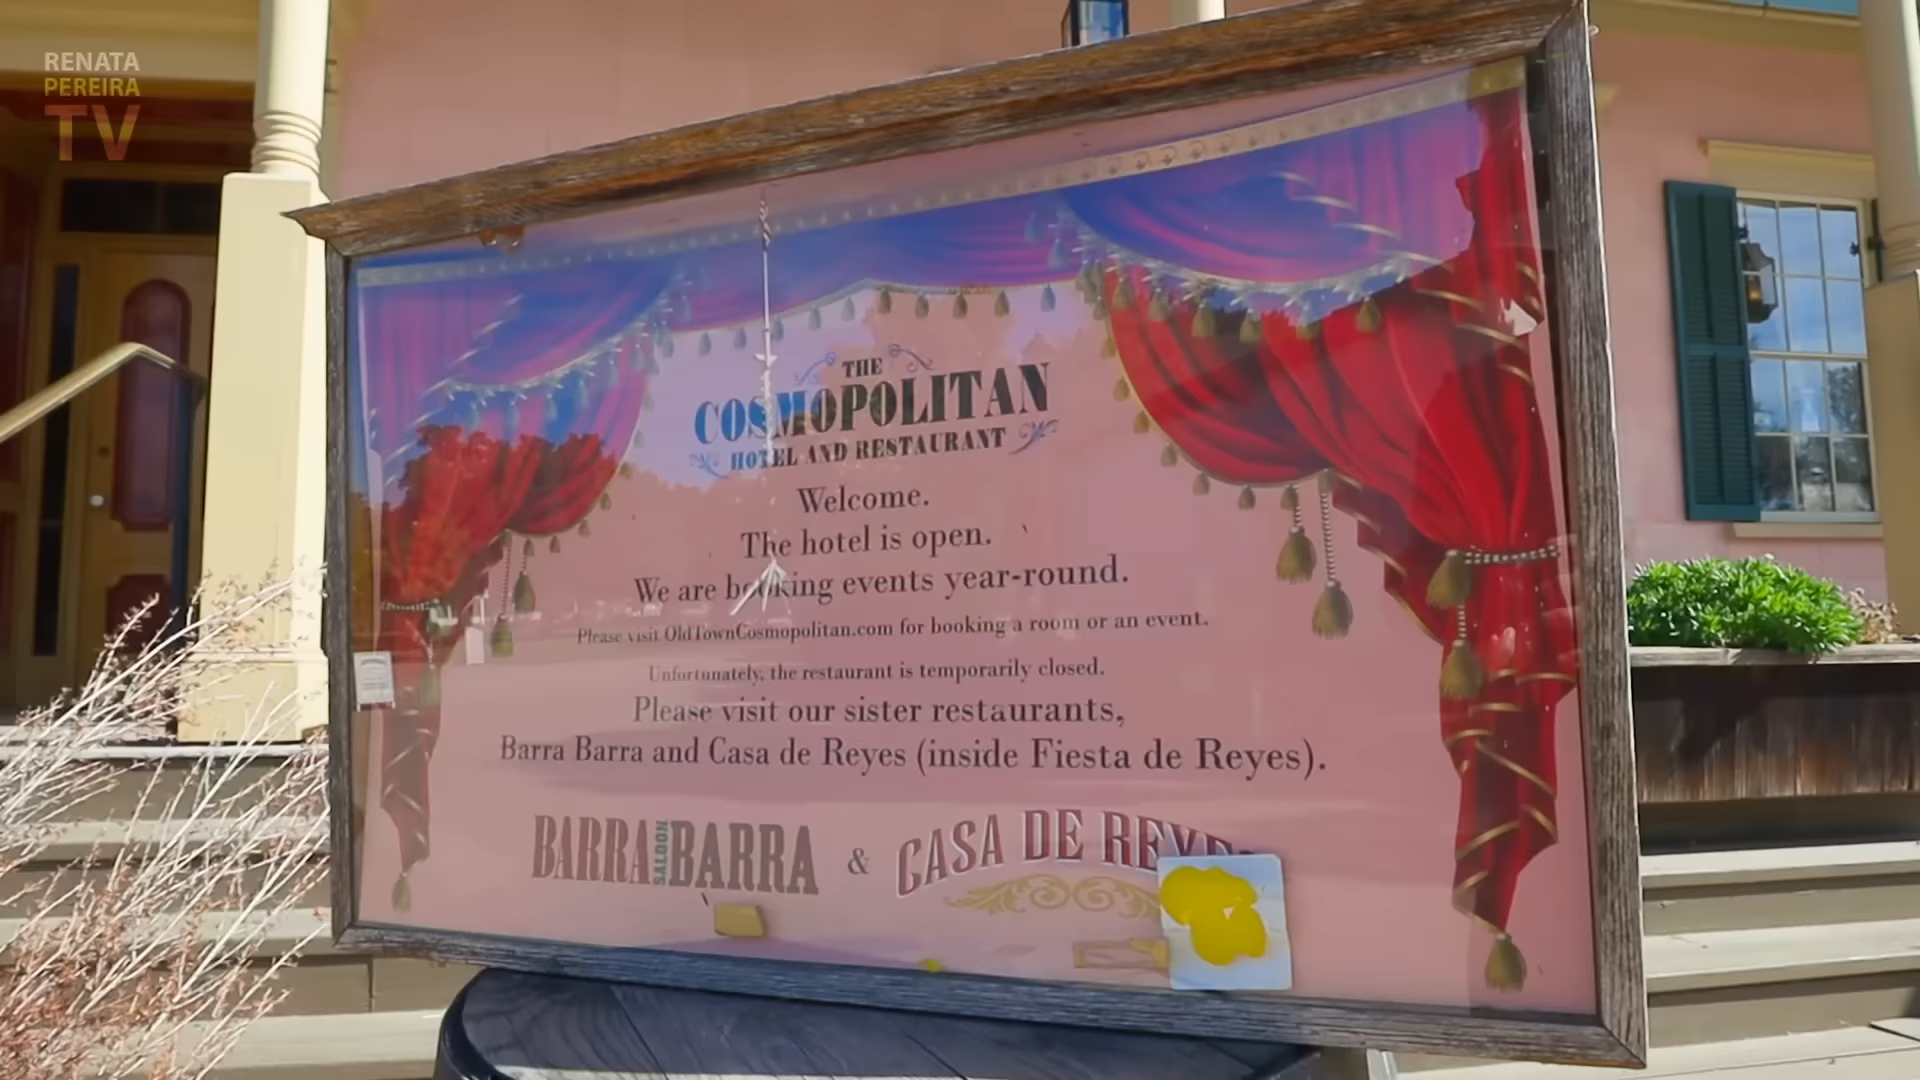 RENATA
PEREIRA
TV
THE
COSMOPOLITAN
HOTEL AND RESTAURANT
Welcome.
The hotel is open.
We are booking events year-round.
Please visit OldTownCosmopolitan.com for booking a room or an event.
Unfortunately, the restaurant is temporarily closed.
Please visit our sister restaurants,
Barra Barra and Casa de Reyes (inside Fiesta de Reyes).
BARRA SALOON BARRA & CASA DE